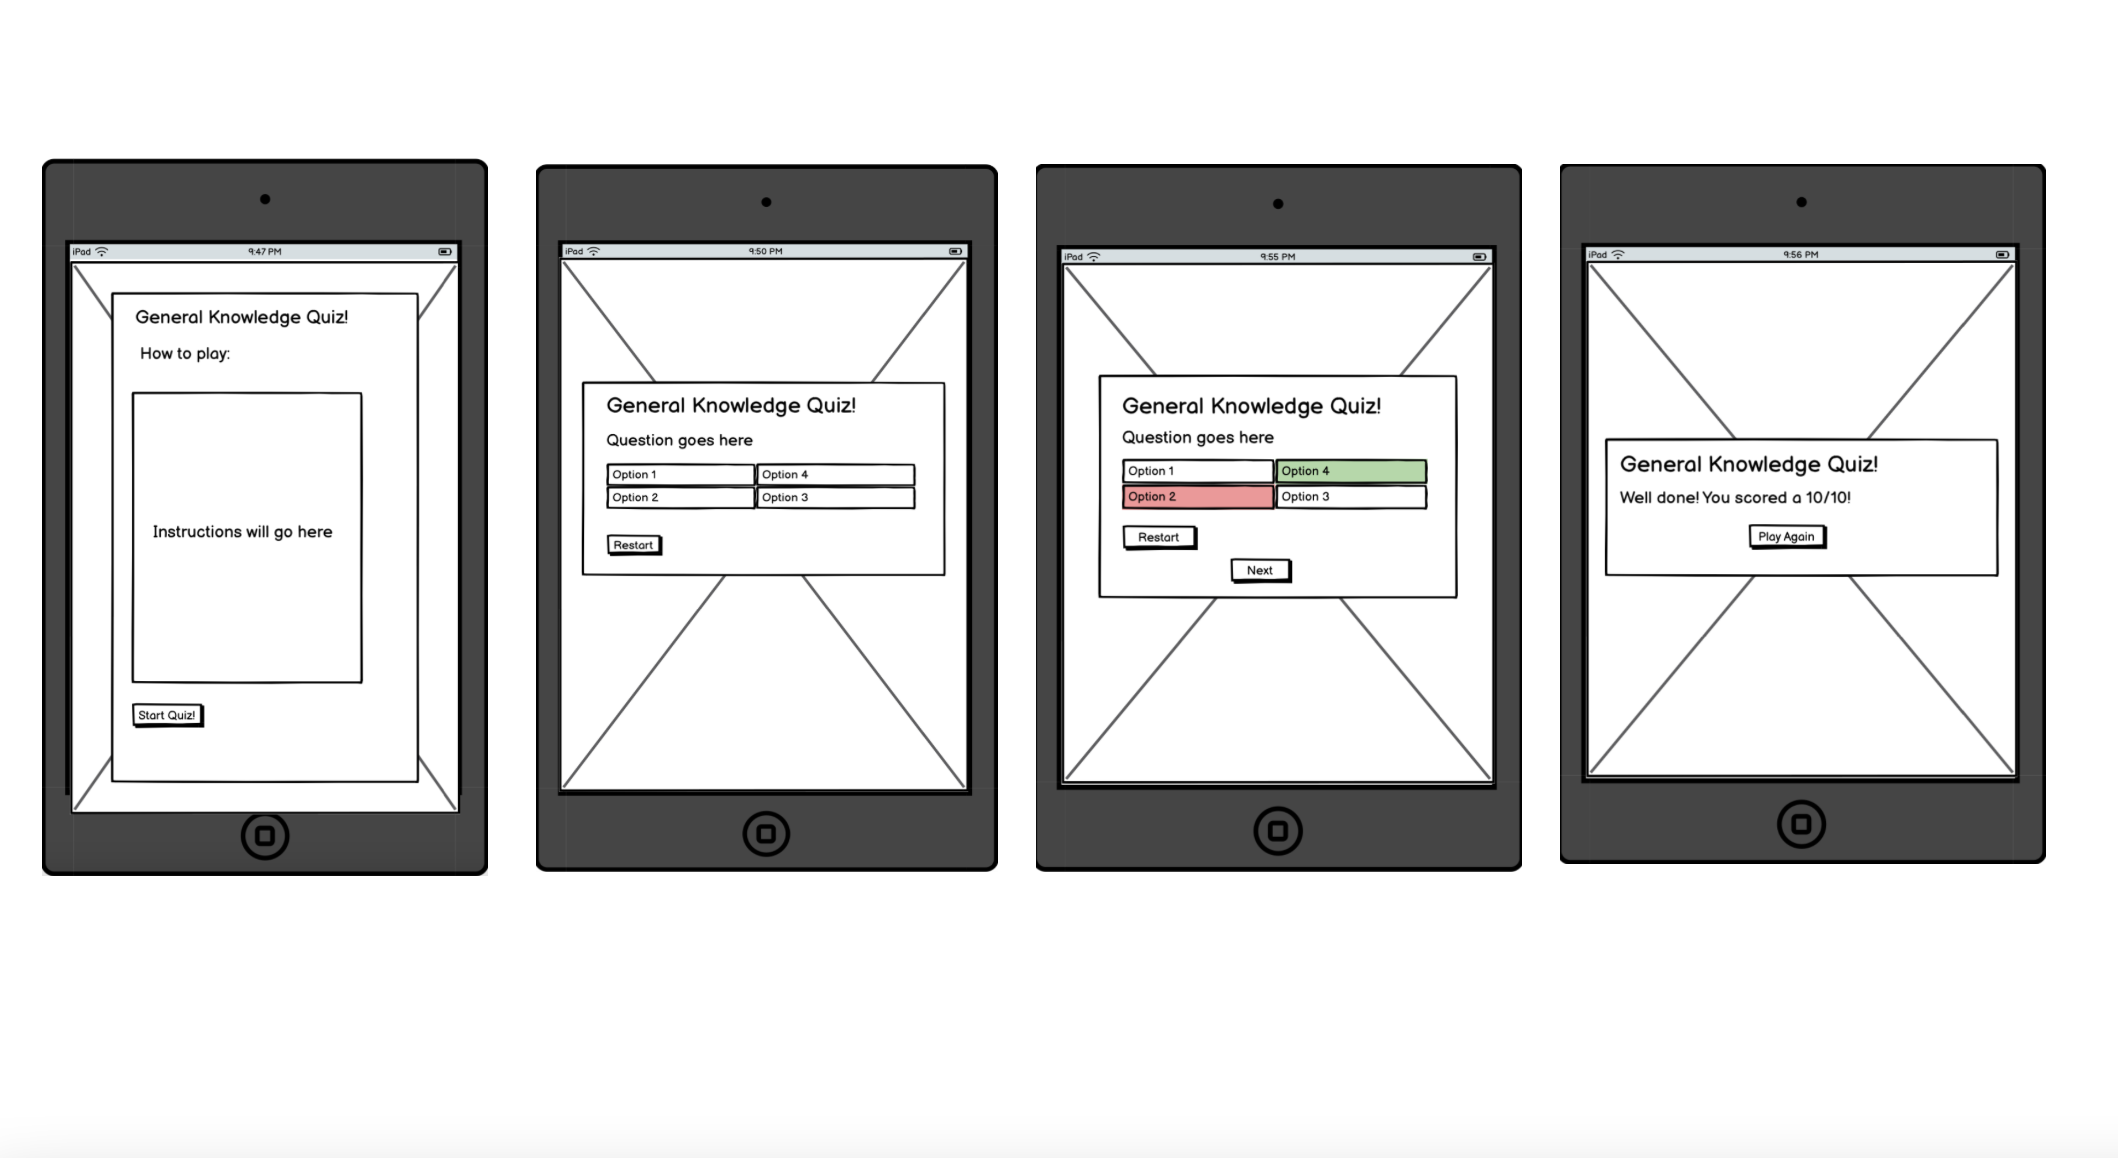 iPad 9:47 PM
General Knowledge Quiz!
How to play:
Instructions will go here
Start Quiz!
iPad 9:50 PM
General Knowledge Quiz!
Question goes here
Option 1 Option 4
Option 2 Option 3
Restart
iPad 9:55 PM
General Knowledge Quiz!
Question goes here
Option 1 Option 4
Option 2 Option 3
Restart
Next
iPad 9:56 PM
General Knowledge Quiz!
Well done! You scored a 10/10!
Play Again